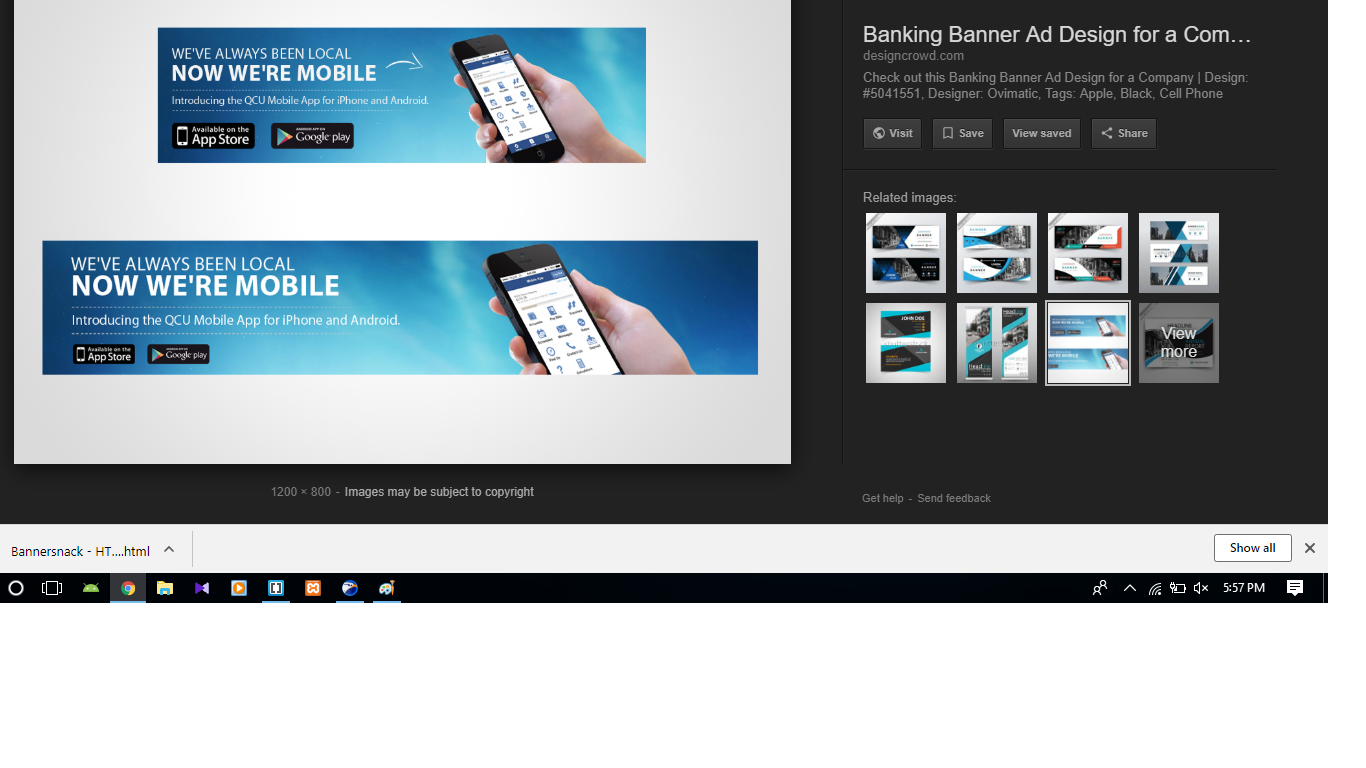 WE'VE ALWAYS BEEN LOCAL
NOW WE'RE MOBILE
Introducing the QCU Mobile App for iPhone and Android.
Available on the
App Store
ANDROID APP ON
Google play
WE'VE ALWAYS BEEN LOCAL
NOW WE'RE MOBILE
Introducing the QCU Mobile App for iPhone and Android.
Available on the
App Store
Google play
1200 × 800 - Images may be subject to copyright
Banking Banner Ad Design for a Com...
designcrowd.com
Check out this Banking Banner Ad Design for a Company | Design:
#5041551, Designer: Ovimatic, Tags: Apple, Black, Cell Phone
Visit
Save
View saved
Share
Related images:
JOHN DOE
View
more
Get help - Send feedback
Bannersnack - HT....html
Show all
5:57 PM